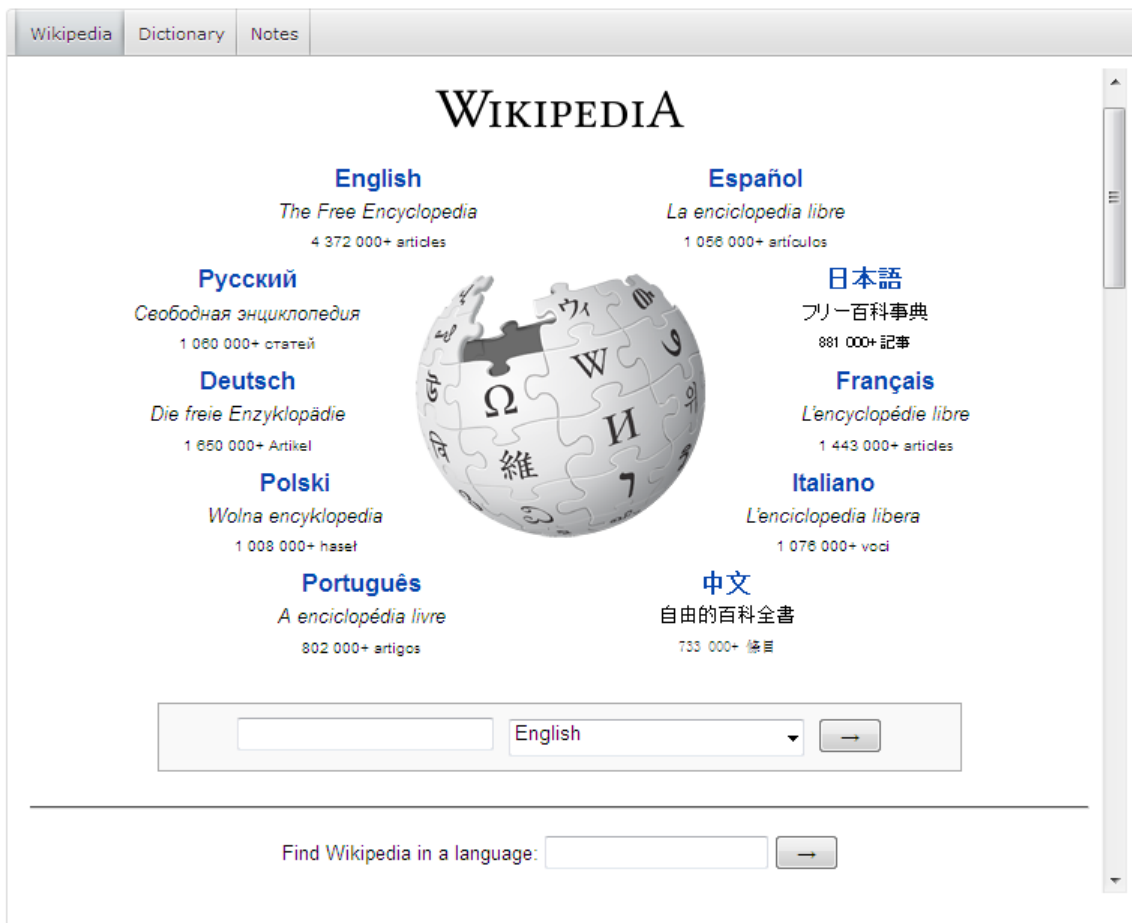 Wikipedia Dictionary Notes
WIKIPEDIA
English
The Free Encyclopedia
4 372 000+ articles
Español
La enciclopedia libre
1 056 000+ artículos
Русский
Свободная энциклопедия
1 060 000+ статей
日本語
フリー百科事典
881 000+ 記事
Deutsch
Die freie Enzyklopädie
1 650 000+ Artikel
Français
L'encyclopédie libre
1 443 000+ articles
Polski
Wolna encyklopedia
1 008 000+ haseł
Italiano
L'enciclopedia libera
1 076 000+ voci
Português
A enciclopédia livre
802 000+ artigos
中文
自由的百科全書
733 000+ 條目
ウィ
W
Ω
И
維
위
English →
Find Wikipedia in a language: →